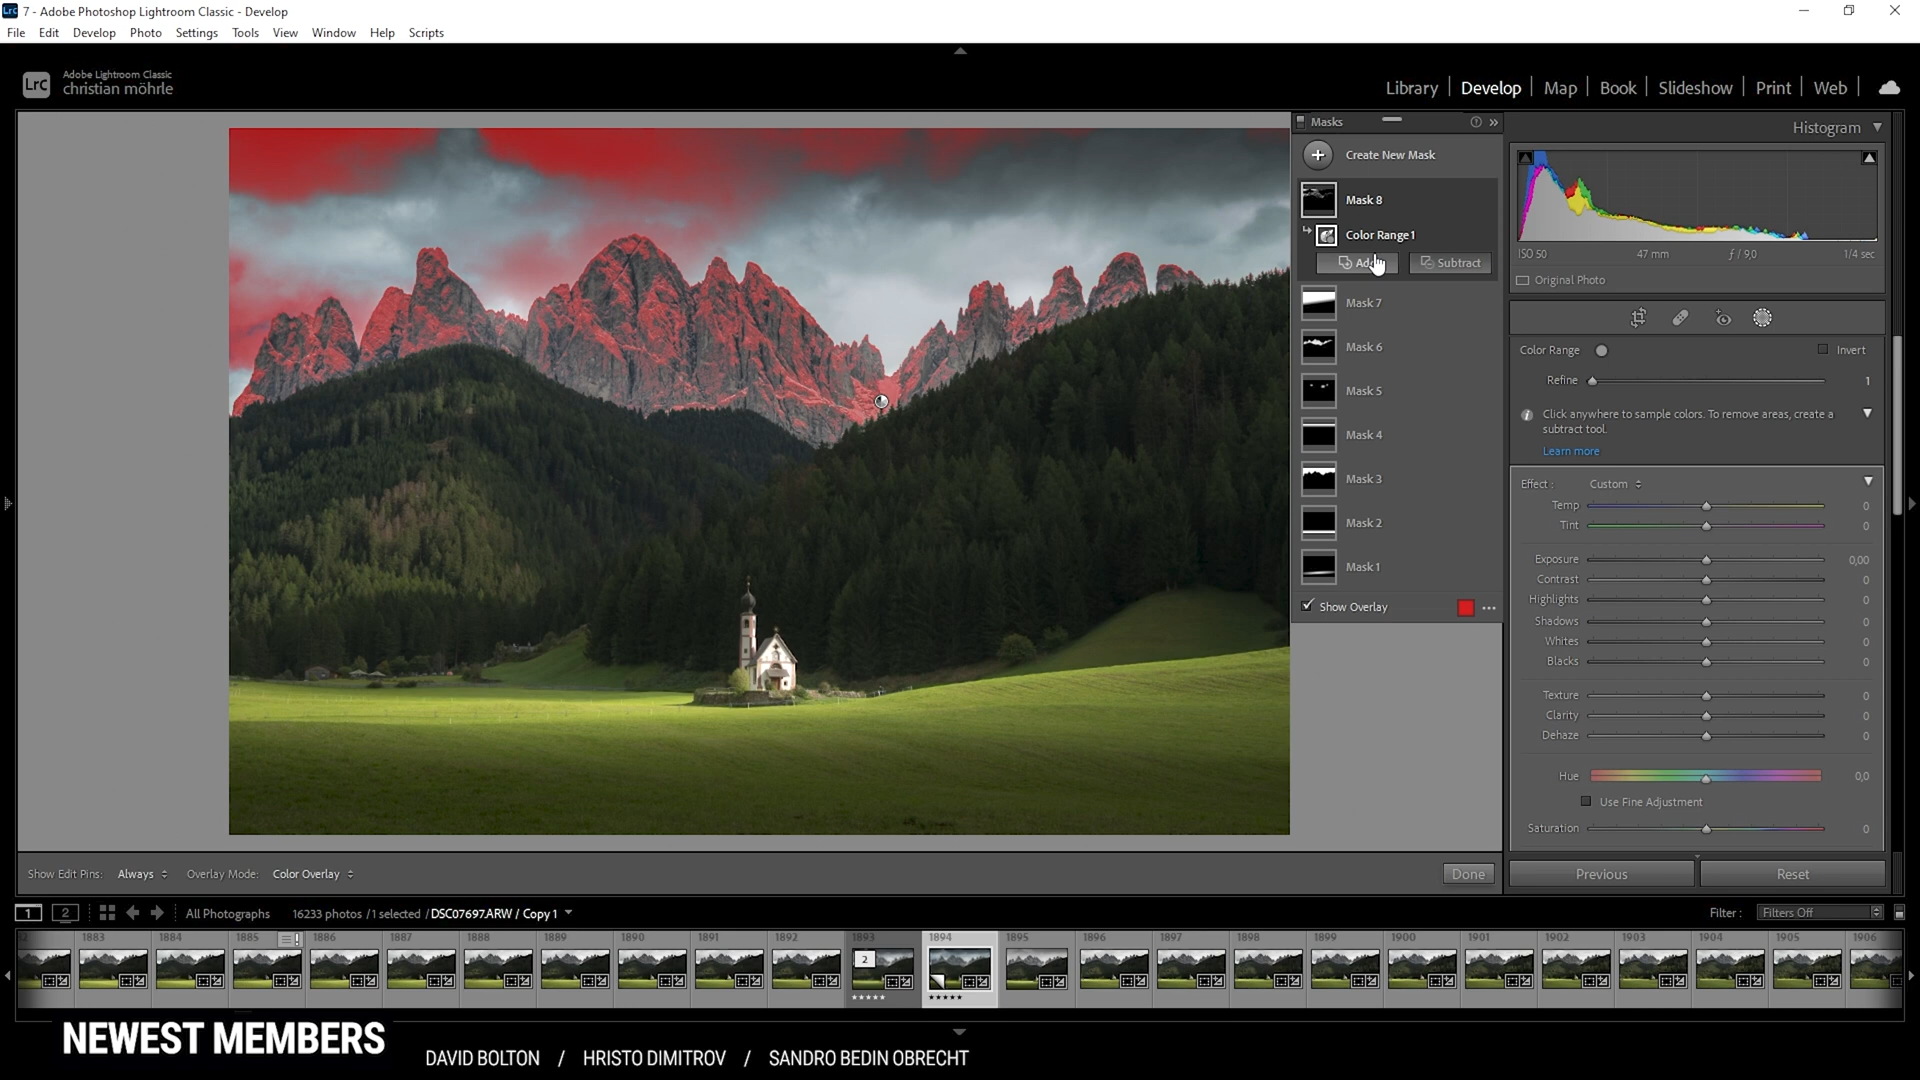 Lrc 7 - Adobe Photoshop Lightroom Classic - Develop
File Edit Develop Photo Settings Tools View Window Help Scripts
LrC Adobe Lightroom Classic
christian möhrle
Library | Develop | Map | Book | Slideshow | Print | Web |
Masks
Create New Mask
Mask 8
Color Range 1
Add Subtract
Mask 7
Mask 6
Mask 5
Mask 4
Mask 3
Mask 2
Mask 1
Show Overlay
Histogram
ISO 50 47 mm ƒ / 9,0 1/4 sec
Original Photo
Color Range Invert
Refine 1
Click anywhere to sample colors. To remove areas, create a
subtract tool.
Learn more
Effect : Custom
Temp 0
Tint 0
Exposure 0,00
Contrast 0
Highlights 0
Shadows 0
Whites 0
Blacks 0
Texture 0
Clarity 0
Dehaze 0
Hue 0,0
Use Fine Adjustment
Saturation 0
Show Edit Pins: Always Overlay Mode: Color Overlay Done
Previous Reset
1 2 All Photographs 16233 photos / 1 selected / DSC07697.ARW / Copy 1 Filter : Filters Off
1883 1884 1885 1886 1887 1888 1889 1890 1891 1892 1893 1894 1895 1896 1897 1898 1899 1900 1901 1902 1903 1904 1905 1906
2
NEWEST MEMBERS
DAVID BOLTON / HRISTO DIMITROV / SANDRO BEDIN OBRECHT